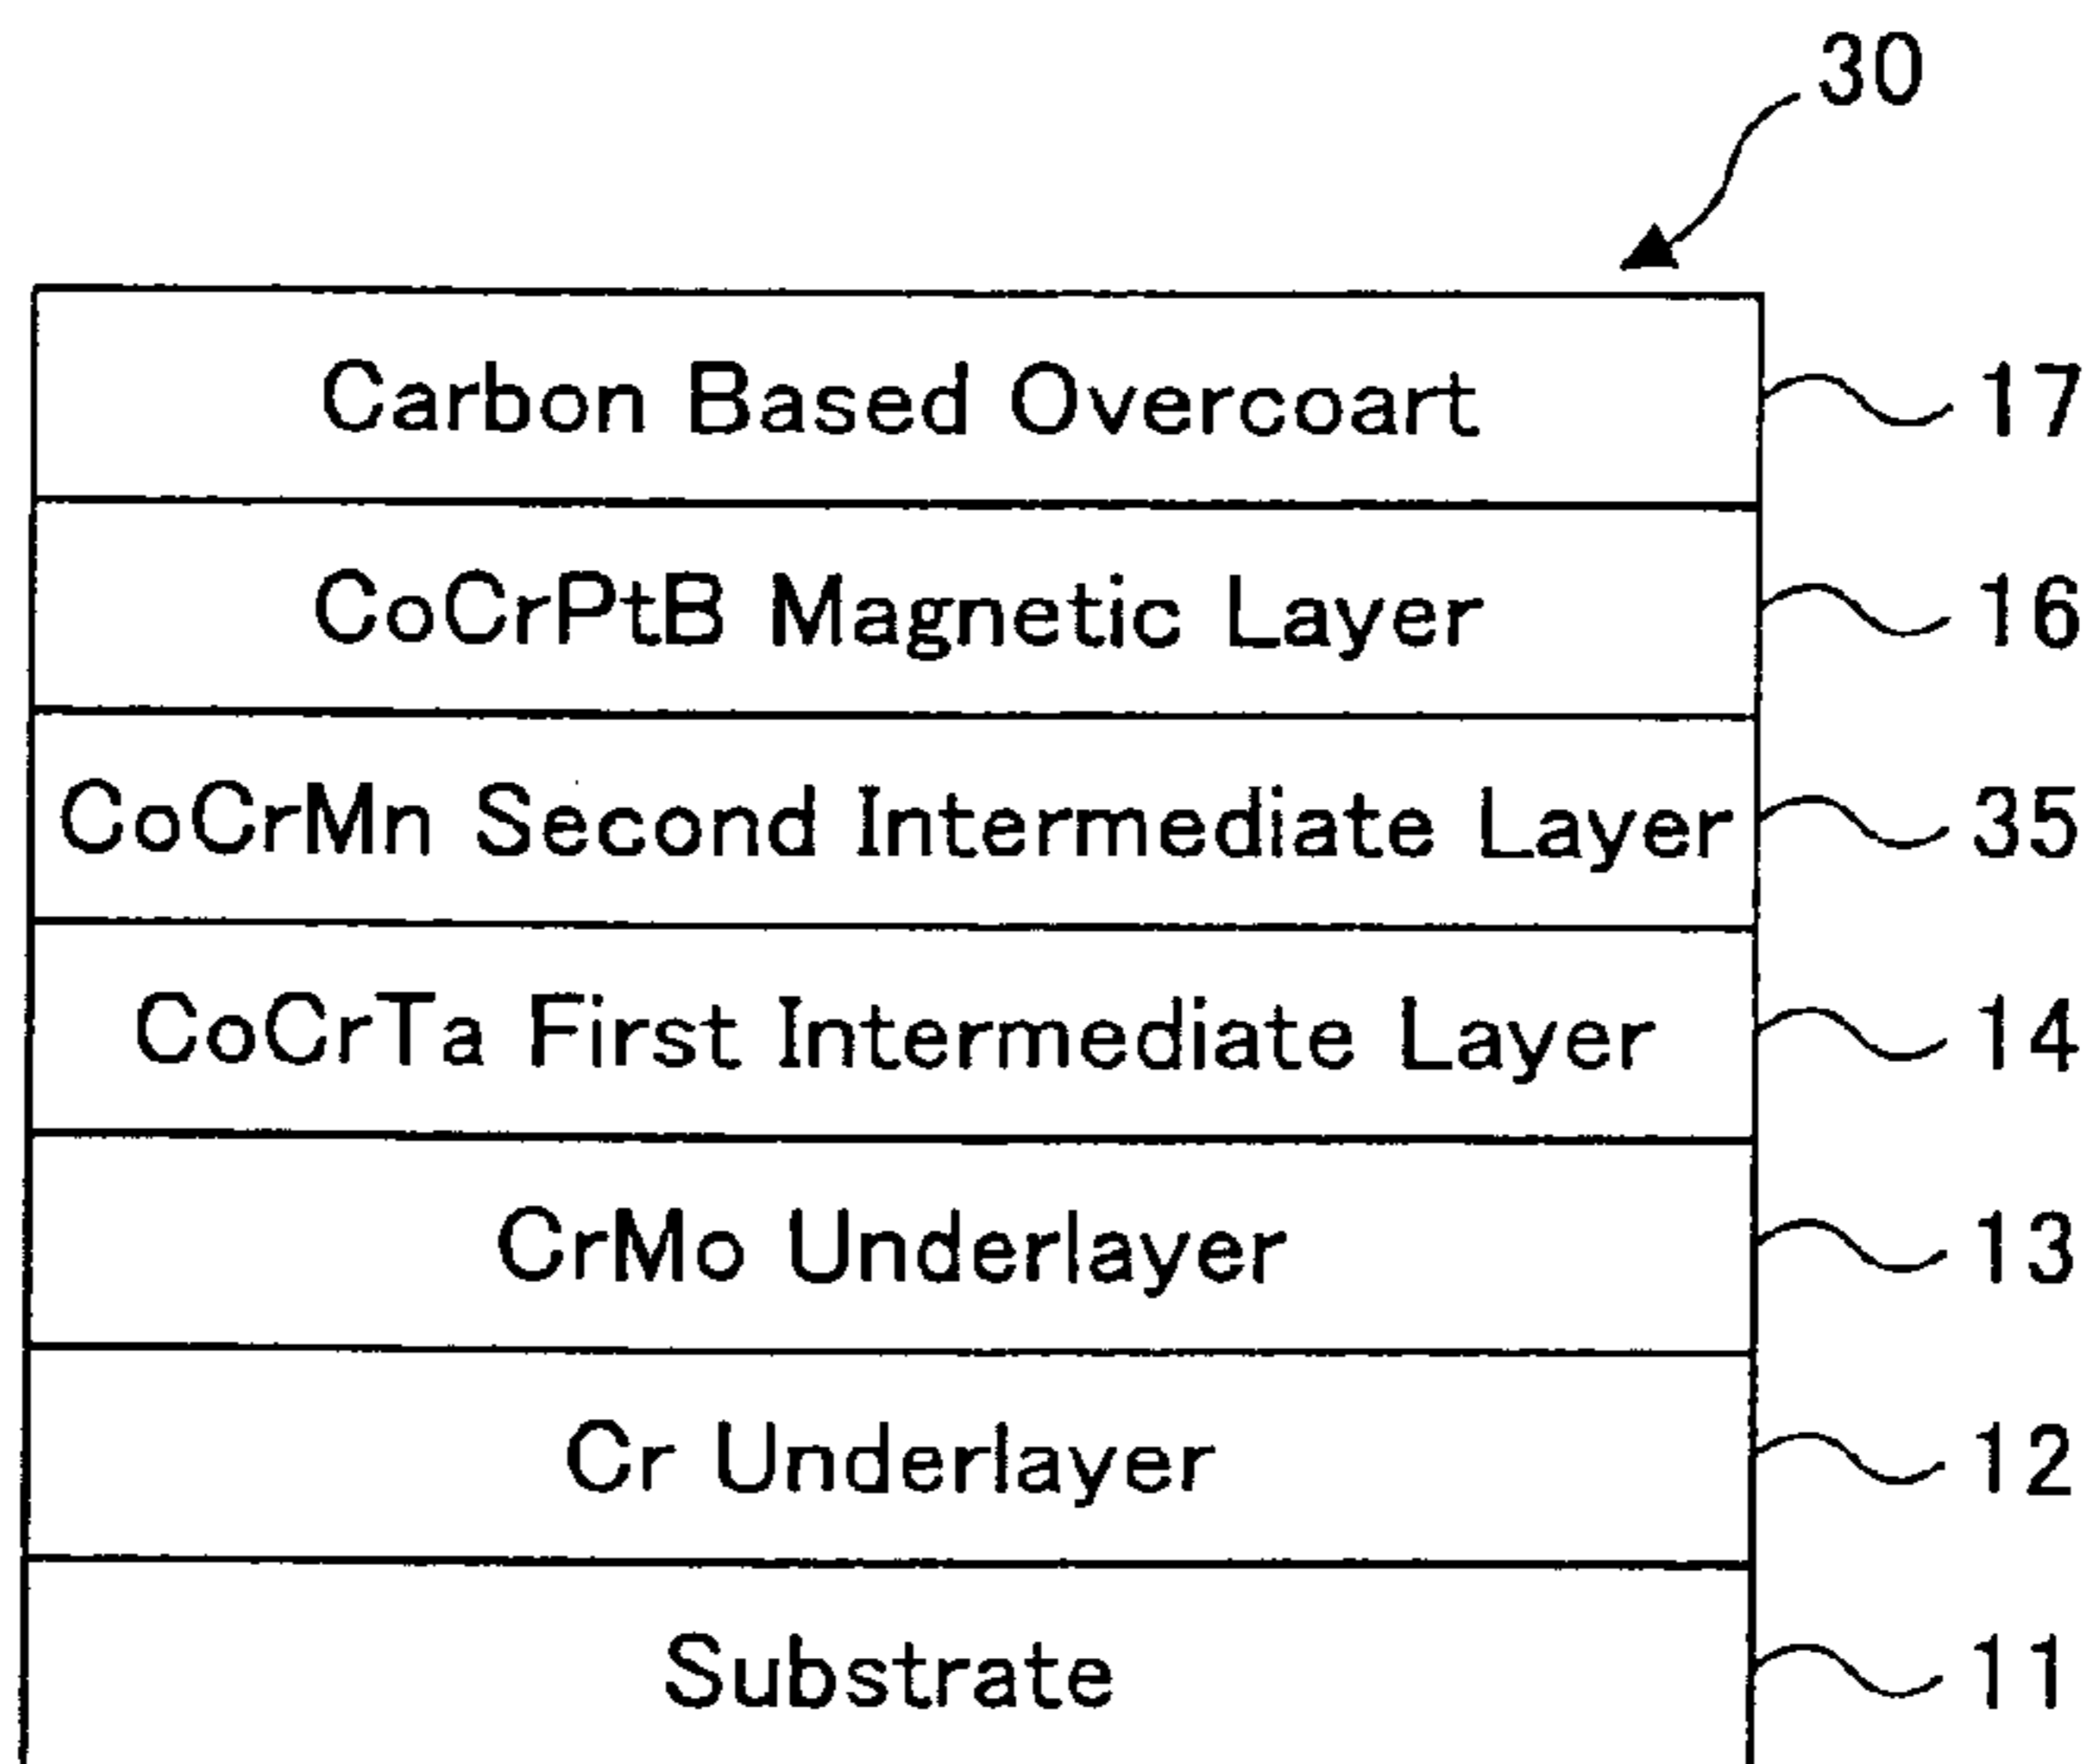 30
Carbon Based Overcoart 17
CoCrPtB Magnetic Layer 16
CoCrMn Second Intermediate Layer 35
CoCrTa First Intermediate Layer 14
CrMo Underlayer 13
Cr Underlayer 12
Substrate 11